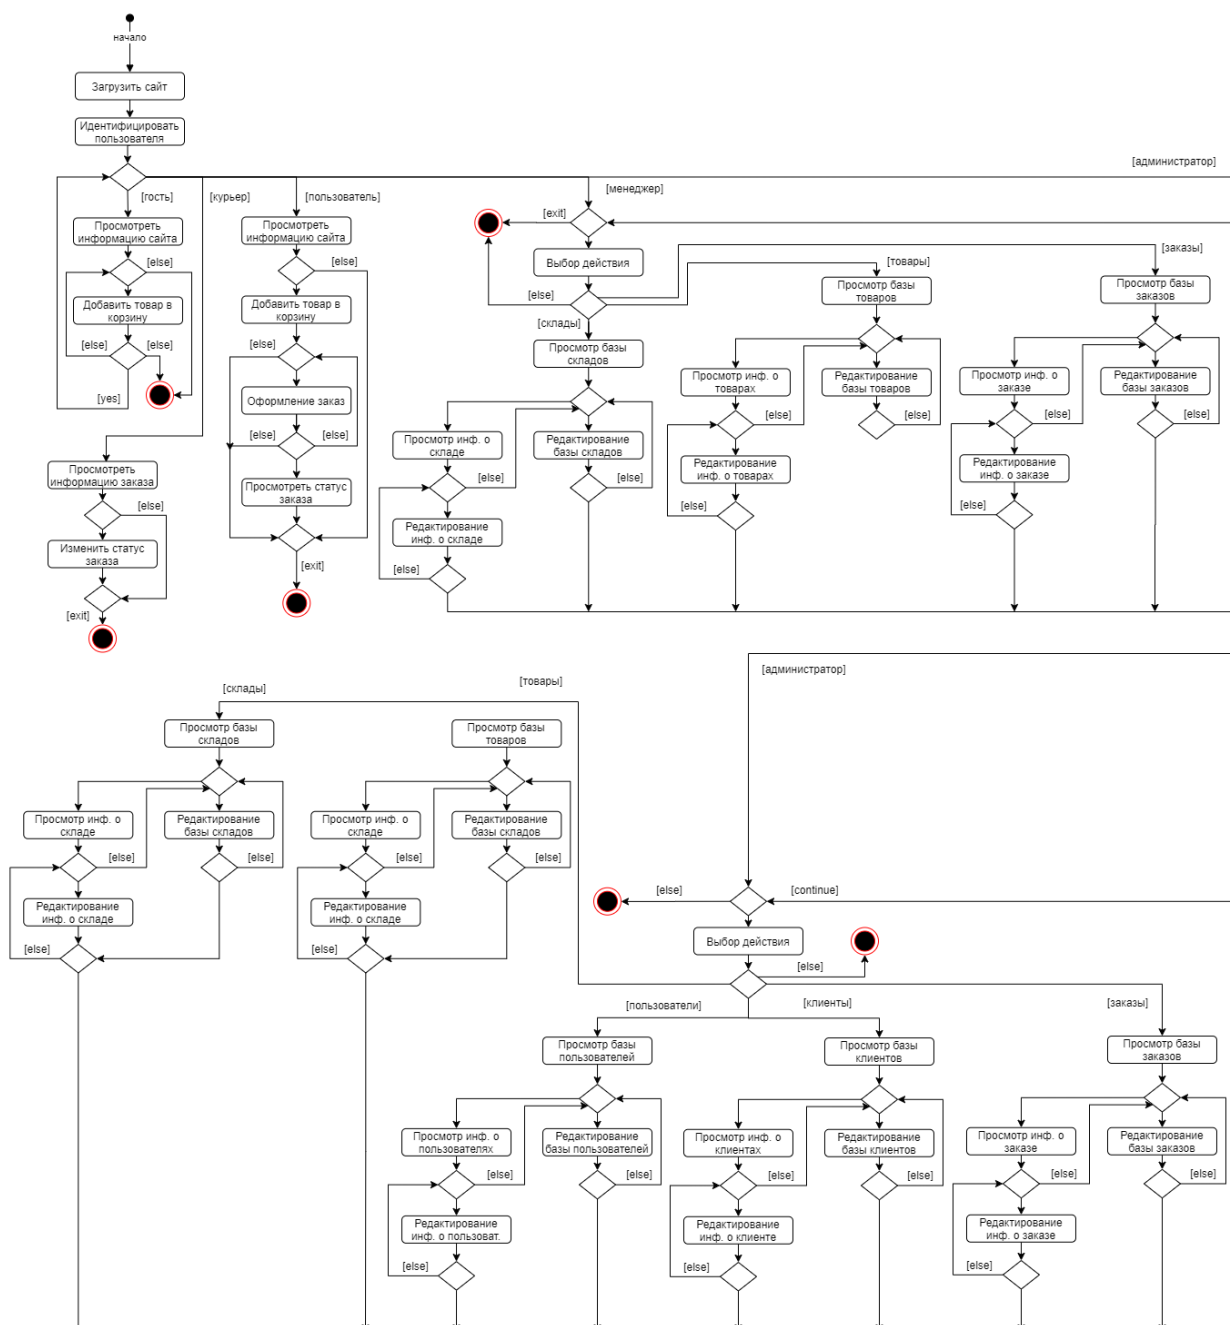 начало
Загрузить сайт
Идентифицировать
пользователя
[администратор]
[гость]
[курьер]
[пользователь]
[менеджер]
Просмотреть
информацию сайта
Просмотреть
информацию сайта
[exit]
Выбор действия
[заказы]
[товары]
[else]
[else]
[else]
Просмотр базы
товаров
Просмотр базы
заказов
Добавить товар в
корзину
Добавить товар в
корзину
[склады]
Просмотр базы
складов
[else]
[else]
[else]
Просмотр инф. о
товарах
Редактирование
базы товаров
Просмотр инф. о
заказе
Редактирование
базы заказов
[yes]
Оформление заказ
[else]
[else]
[else]
[else]
[else]
[else]
Просмотр инф. о
складе
Редактирование
базы складов
Просмотреть
информацию заказа
[else]
[else]
Редактирование
инф. о товарах
Редактирование
инф. о заказе
Просмотреть статус
заказа
[else]
[else]
[else]
Редактирование
инф. о складе
Изменить статус
заказа
[exit]
[else]
[exit]
[администратор]
[склады]
[товары]
Просмотр базы
складов
Просмотр базы
товаров
Просмотр инф. о
складе
Редактирование
базы складов
Просмотр инф. о
складе
Редактирование
базы складов
[else]
[else]
[else]
[else]
[else]
[continue]
Редактирование
инф. о складе
Редактирование
инф. о складе
Выбор действия
[else]
[else]
[else]
[пользователи]
[клиенты]
[заказы]
Просмотр базы
пользователей
Просмотр базы
клиентов
Просмотр базы
заказов
Просмотр инф. о
пользователях
Редактирование
базы пользователей
Просмотр инф. о
клиентах
Редактирование
базы клиентов
Просмотр инф. о
заказе
Редактирование
базы заказов
[else]
[else]
[else]
[else]
[else]
[else]
Редактирование
инф. о пользоват.
Редактирование
инф. о клиенте
Редактирование
инф. о заказе
[else]
[else]
[else]